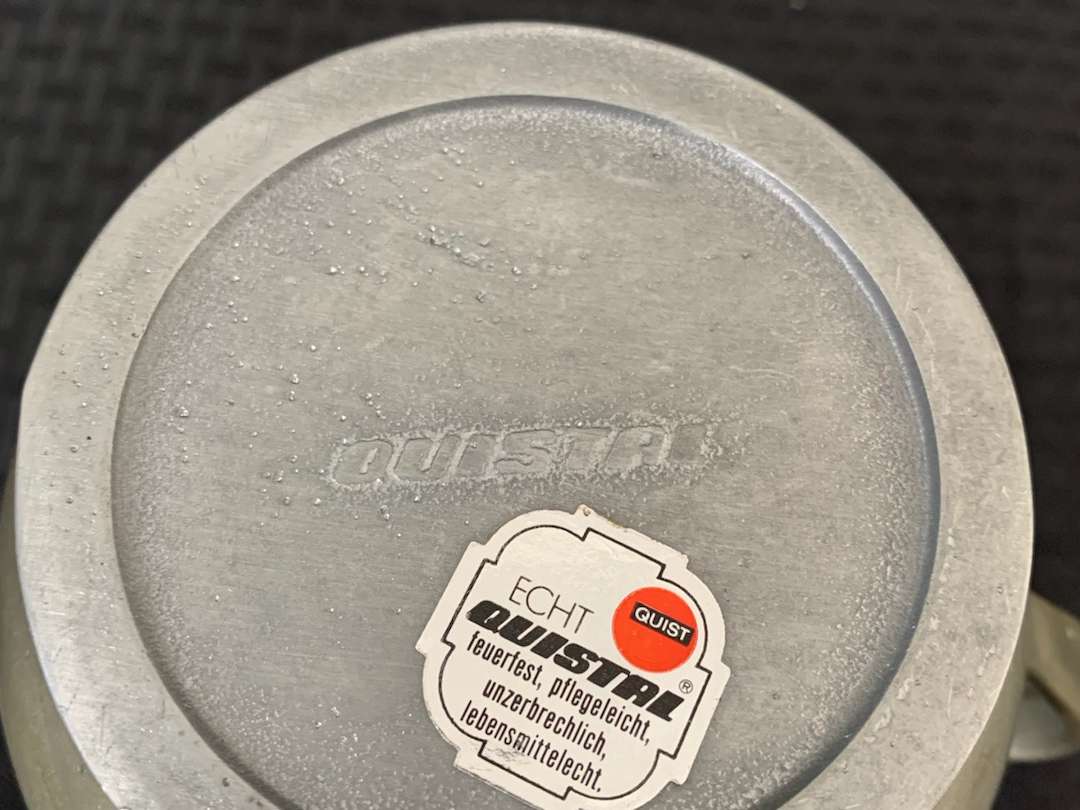 QUISTAL
ECHT
QUIST
QUISTAL®
feuerfest, pflegeleicht,
unzerbrechlich,
lebensmittelecht.